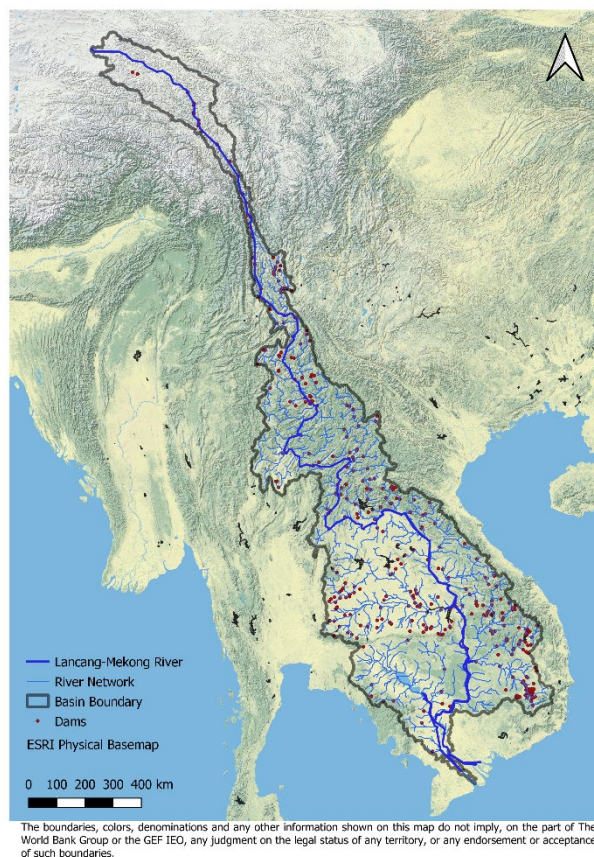 Lancang-Mekong River
River Network
Basin Boundary
Dams
ESRI Physical Basemap
0 100 200 300 400 km
The boundaries, colors, denominations and any other information shown on this map do not imply, on the part of The
World Bank Group or the GEF IEO, any judgment on the legal status of any territory, or any endorsement or acceptance
of such boundaries.